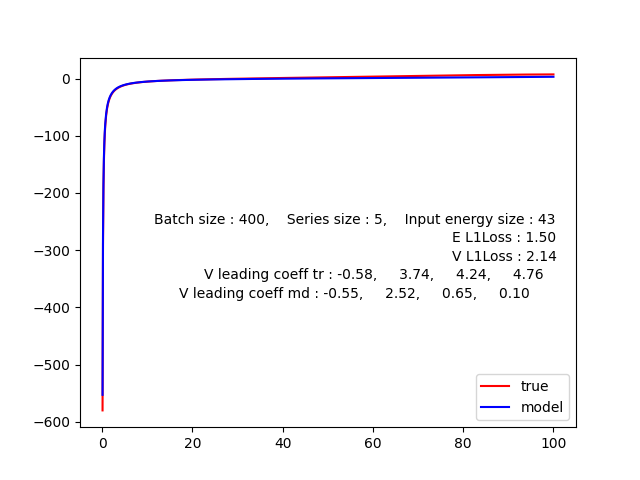 0
−100
−200
−300
−400
−500
−600
Batch size : 400, Series size : 5, Input energy size : 43
E L1Loss : 1.50
V L1Loss : 2.14
V leading coeff tr : -0.58, 3.74, 4.24, 4.76
V leading coeff md : -0.55, 2.52, 0.65, 0.10
true
model
0 20 40 60 80 100